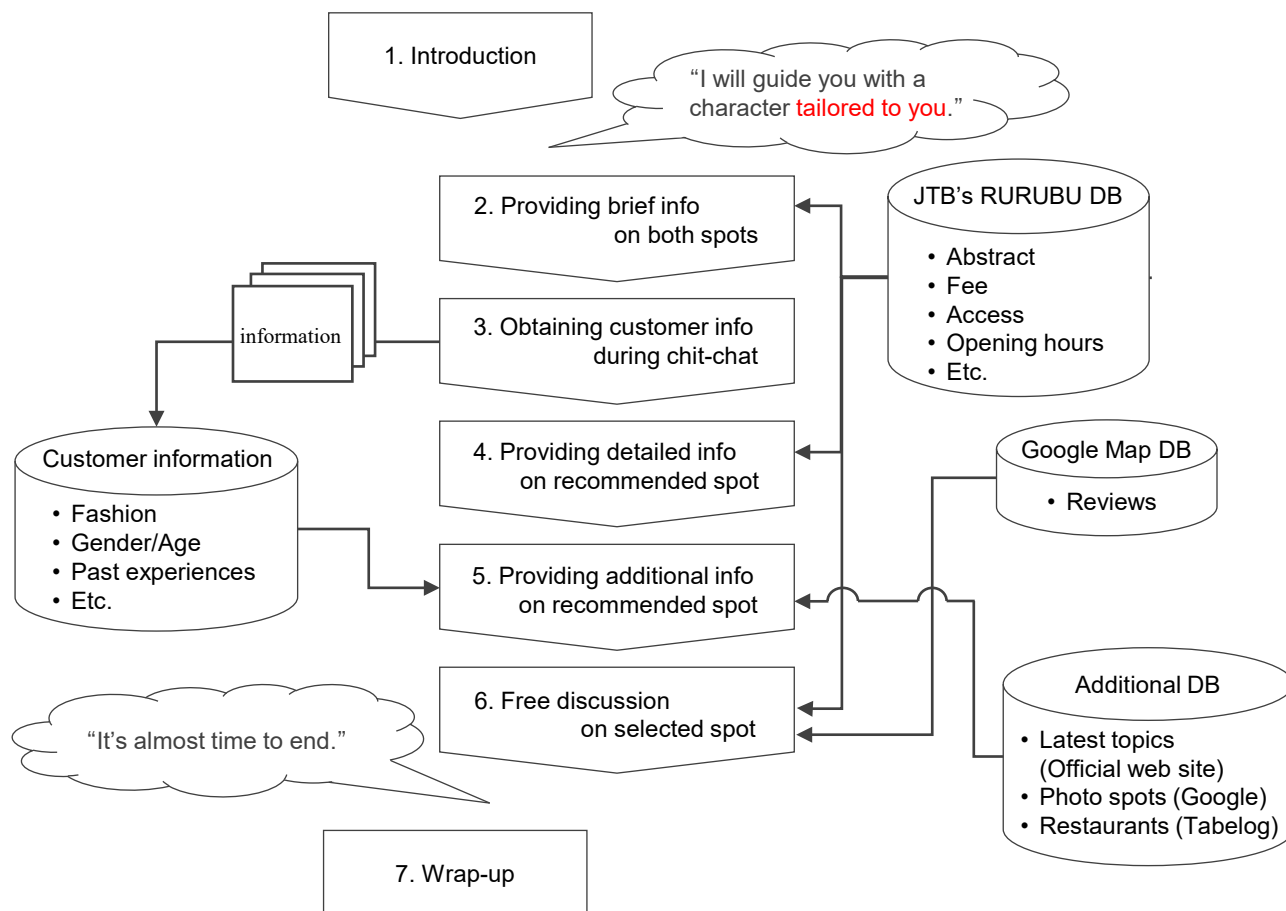 1. Introduction
“I will guide you with a
character tailored to you.”
2. Providing brief info
on both spots
JTB’s RURUBU DB
• Abstract
• Fee
• Access
• Opening hours
• Etc.
information
3. Obtaining customer info
during chit-chat
Customer information
• Fashion
• Gender/Age
• Past experiences
• Etc.
4. Providing detailed info
on recommended spot
Google Map DB
• Reviews
5. Providing additional info
on recommended spot
6. Free discussion
on selected spot
Additional DB
• Latest topics
(Official web site)
• Photo spots (Google)
• Restaurants (Tabelog)
“It’s almost time to end.”
7. Wrap-up